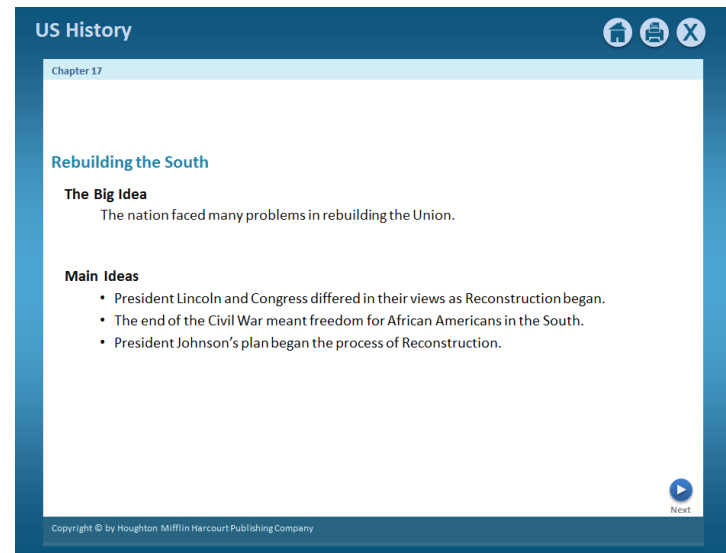 US History
X
Chapter 17
Rebuilding the South
The Big Idea
The nation faced many problems in rebuilding the Union.
Main Ideas
• President Lincoln and Congress differed in their views as Reconstruction began.
• The end of the Civil War meant freedom for African Americans in the South.
• President Johnson's plan began the process of Reconstruction.
Next
Copyright © by Houghton Mifflin Harcourt Publishing Company